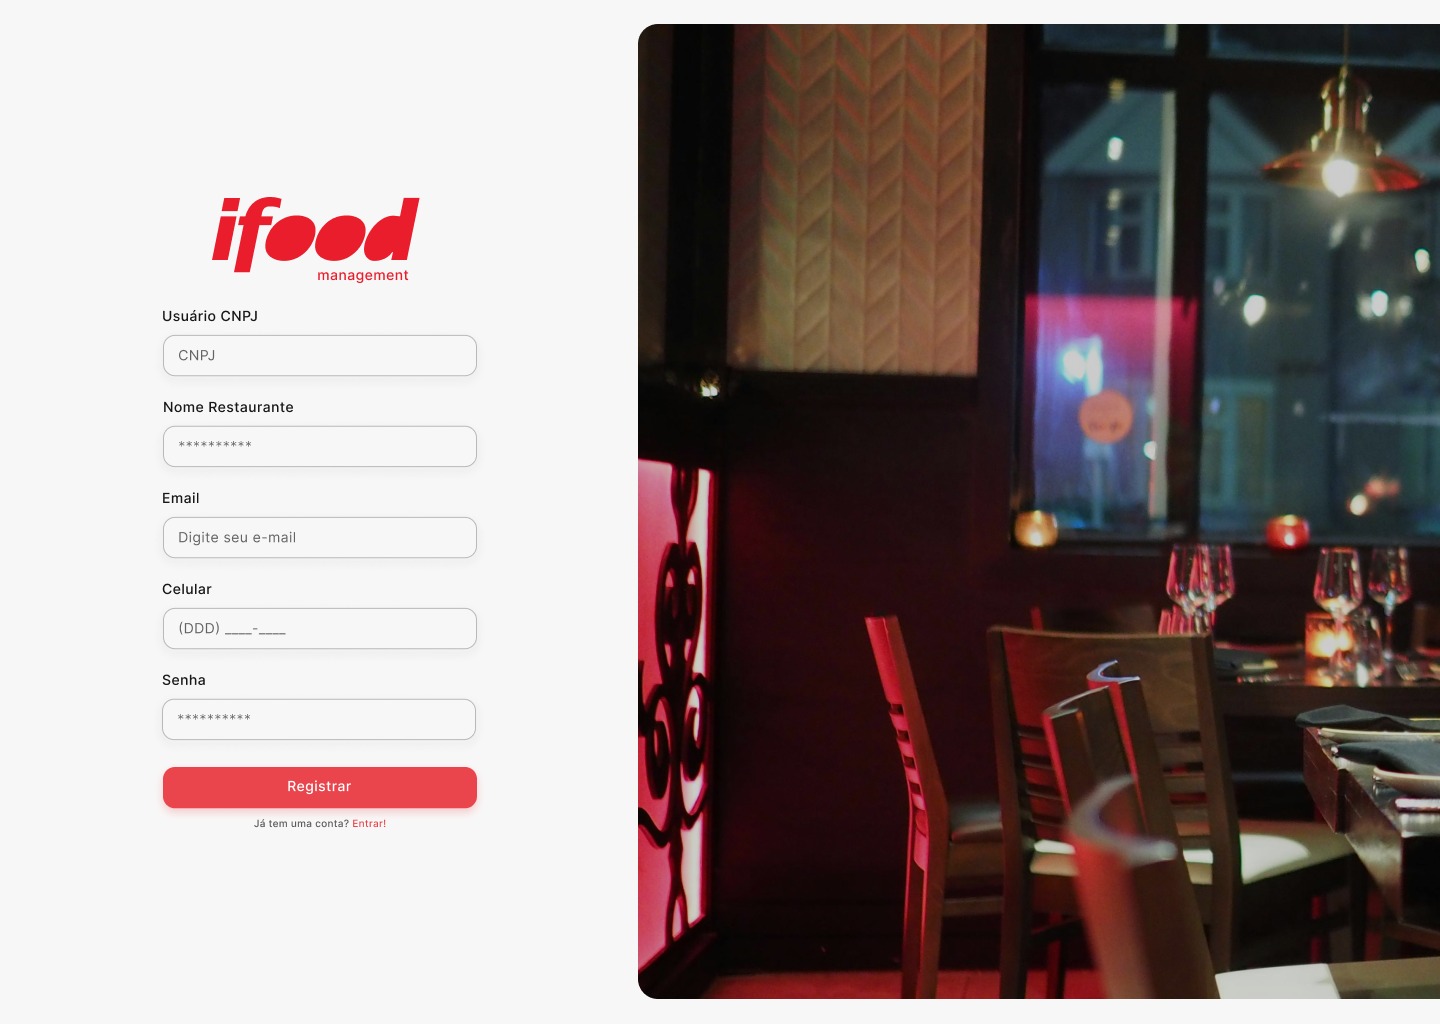 ifood
management
Usuário CNPJ
CNPJ
Nome Restaurante
**********
Email
Digite seu e-mail
Celular
(DDD) ____-____
Senha
**********
Registrar
Já tem uma conta? Entrar!